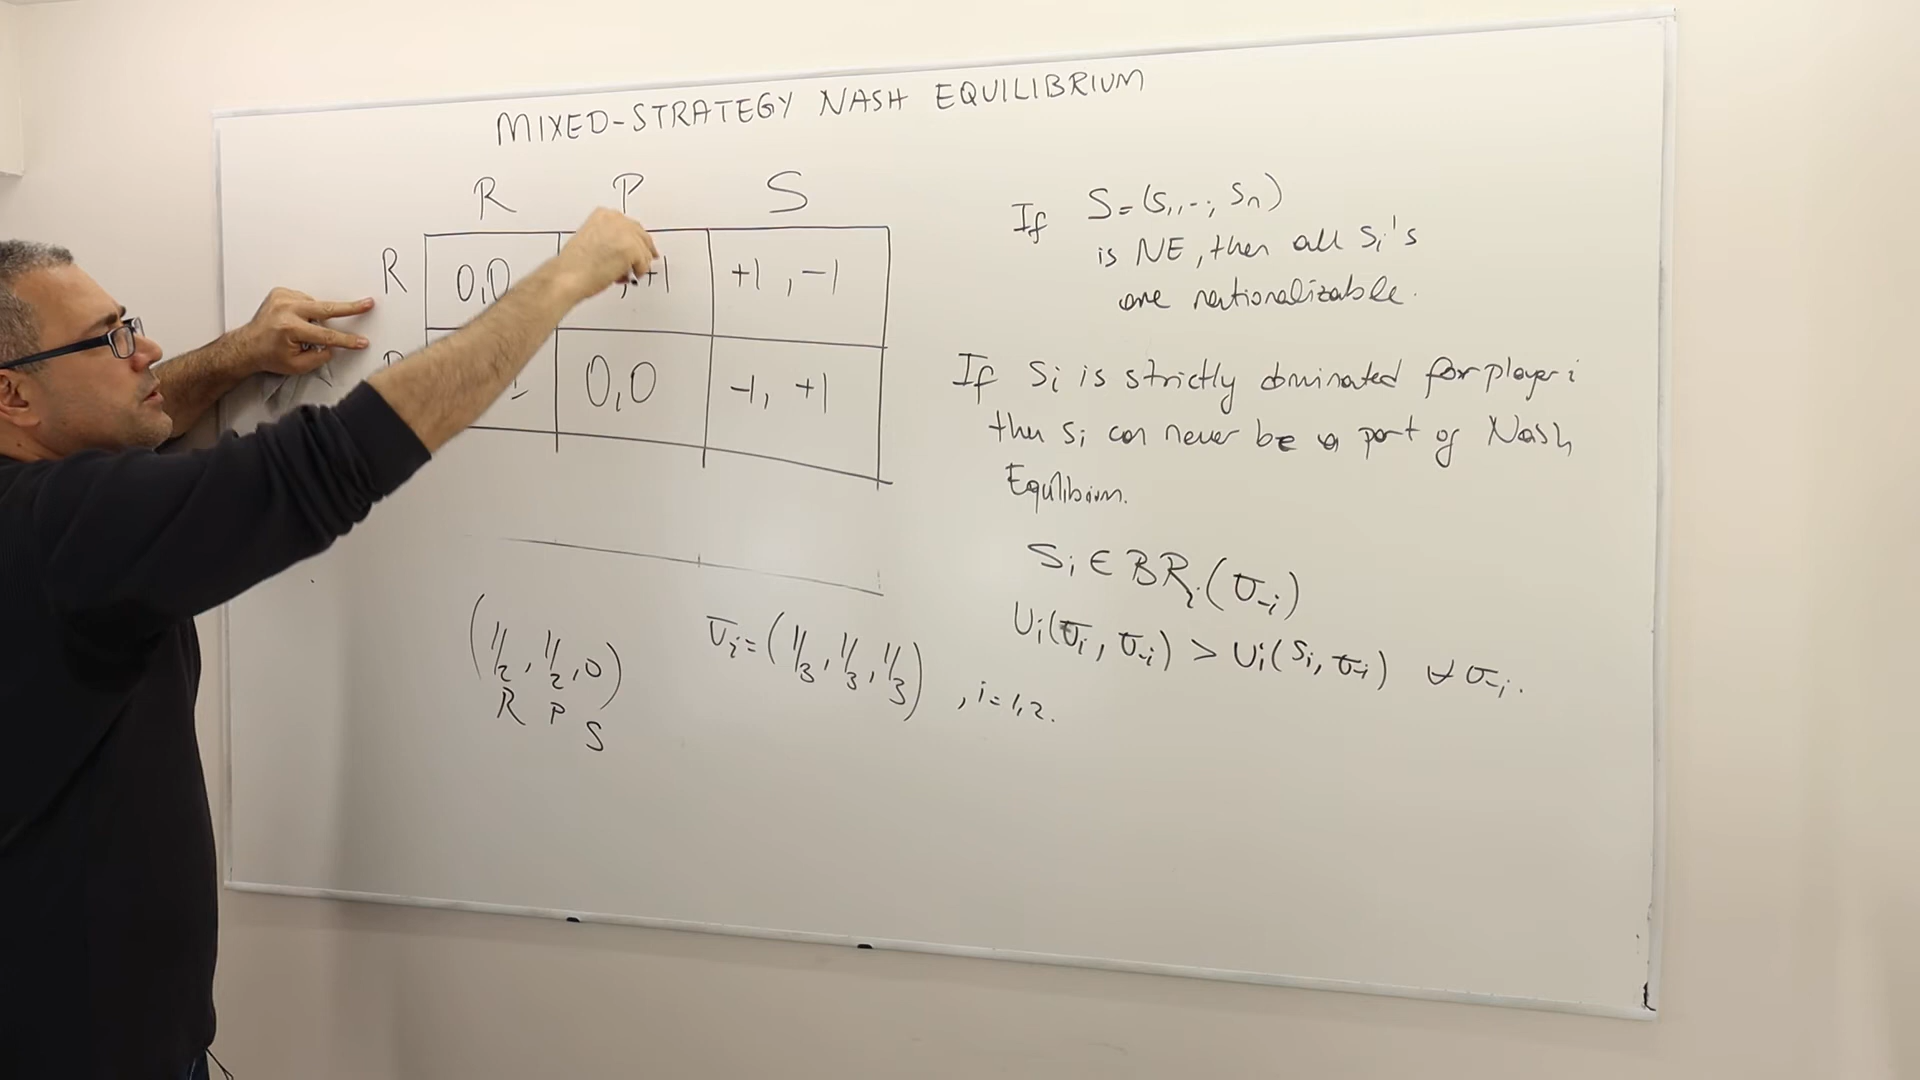 MIXED-STRATEGY NASH EQUILIBRIUM
R P S
R 0,0 , +1 +1 , -1
0,0 -1, +1
(1/2, 1/2, 0)
R P S
σi = (1/3, 1/3, 1/3) , i=1,2.
If S=(s1,..., sn)
is NE, then all si's
are rationalizable.
If si is strictly dominated for player i
then si can never be a part of Nash
Equilibrium.
Si ∈ BRi(σ-i)
Ui(σi, σ-i) > Ui(si, σ-i) ∀ σ-i.